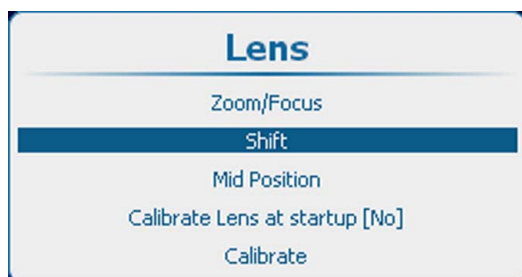 Lens
Zoom/Focus
Shift
Mid Position
Calibrate Lens at startup [No]
Calibrate